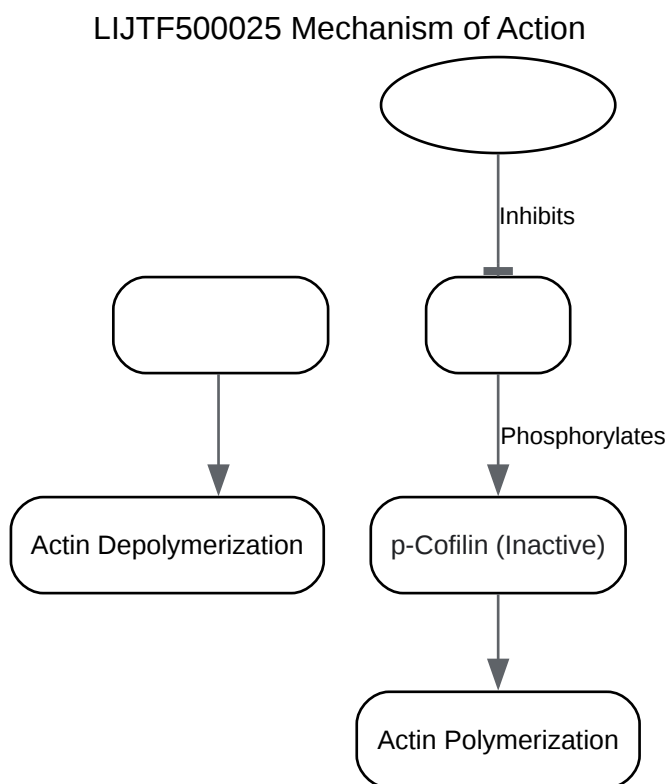 LIJTF500025 Mechanism of Action
Inhibits
Phosphorylates
Actin Depolymerization
p-Cofilin (Inactive)
Actin Polymerization